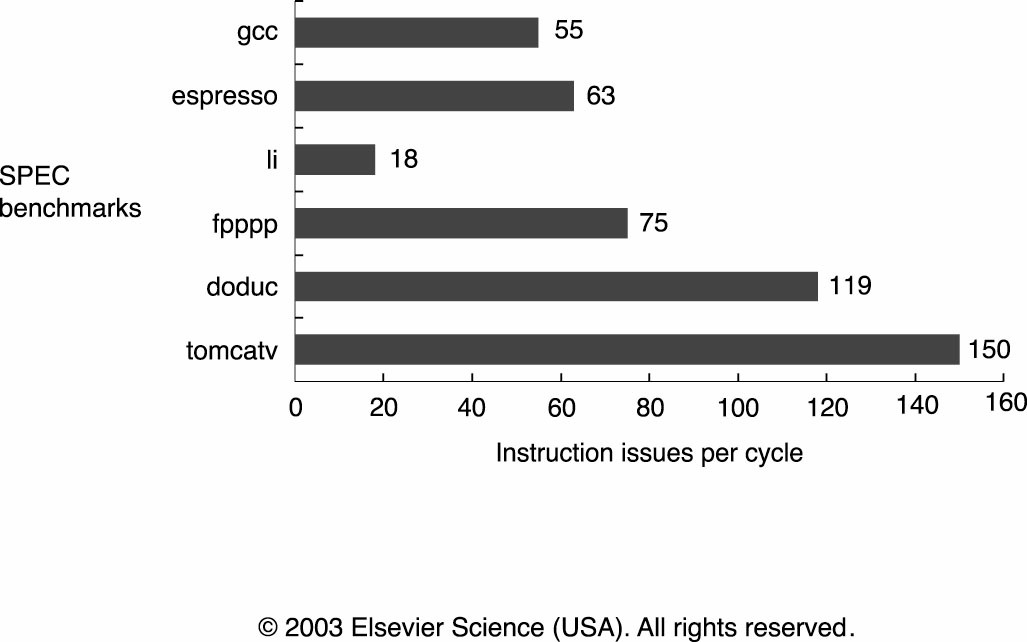 gcc 55
espresso 63
li 18
SPEC
benchmarks
fpppp 75
doduc 119
tomcatv 150
0 20 40 60 80 100 120 140 160
Instruction issues per cycle
© 2003 Elsevier Science (USA). All rights reserved.